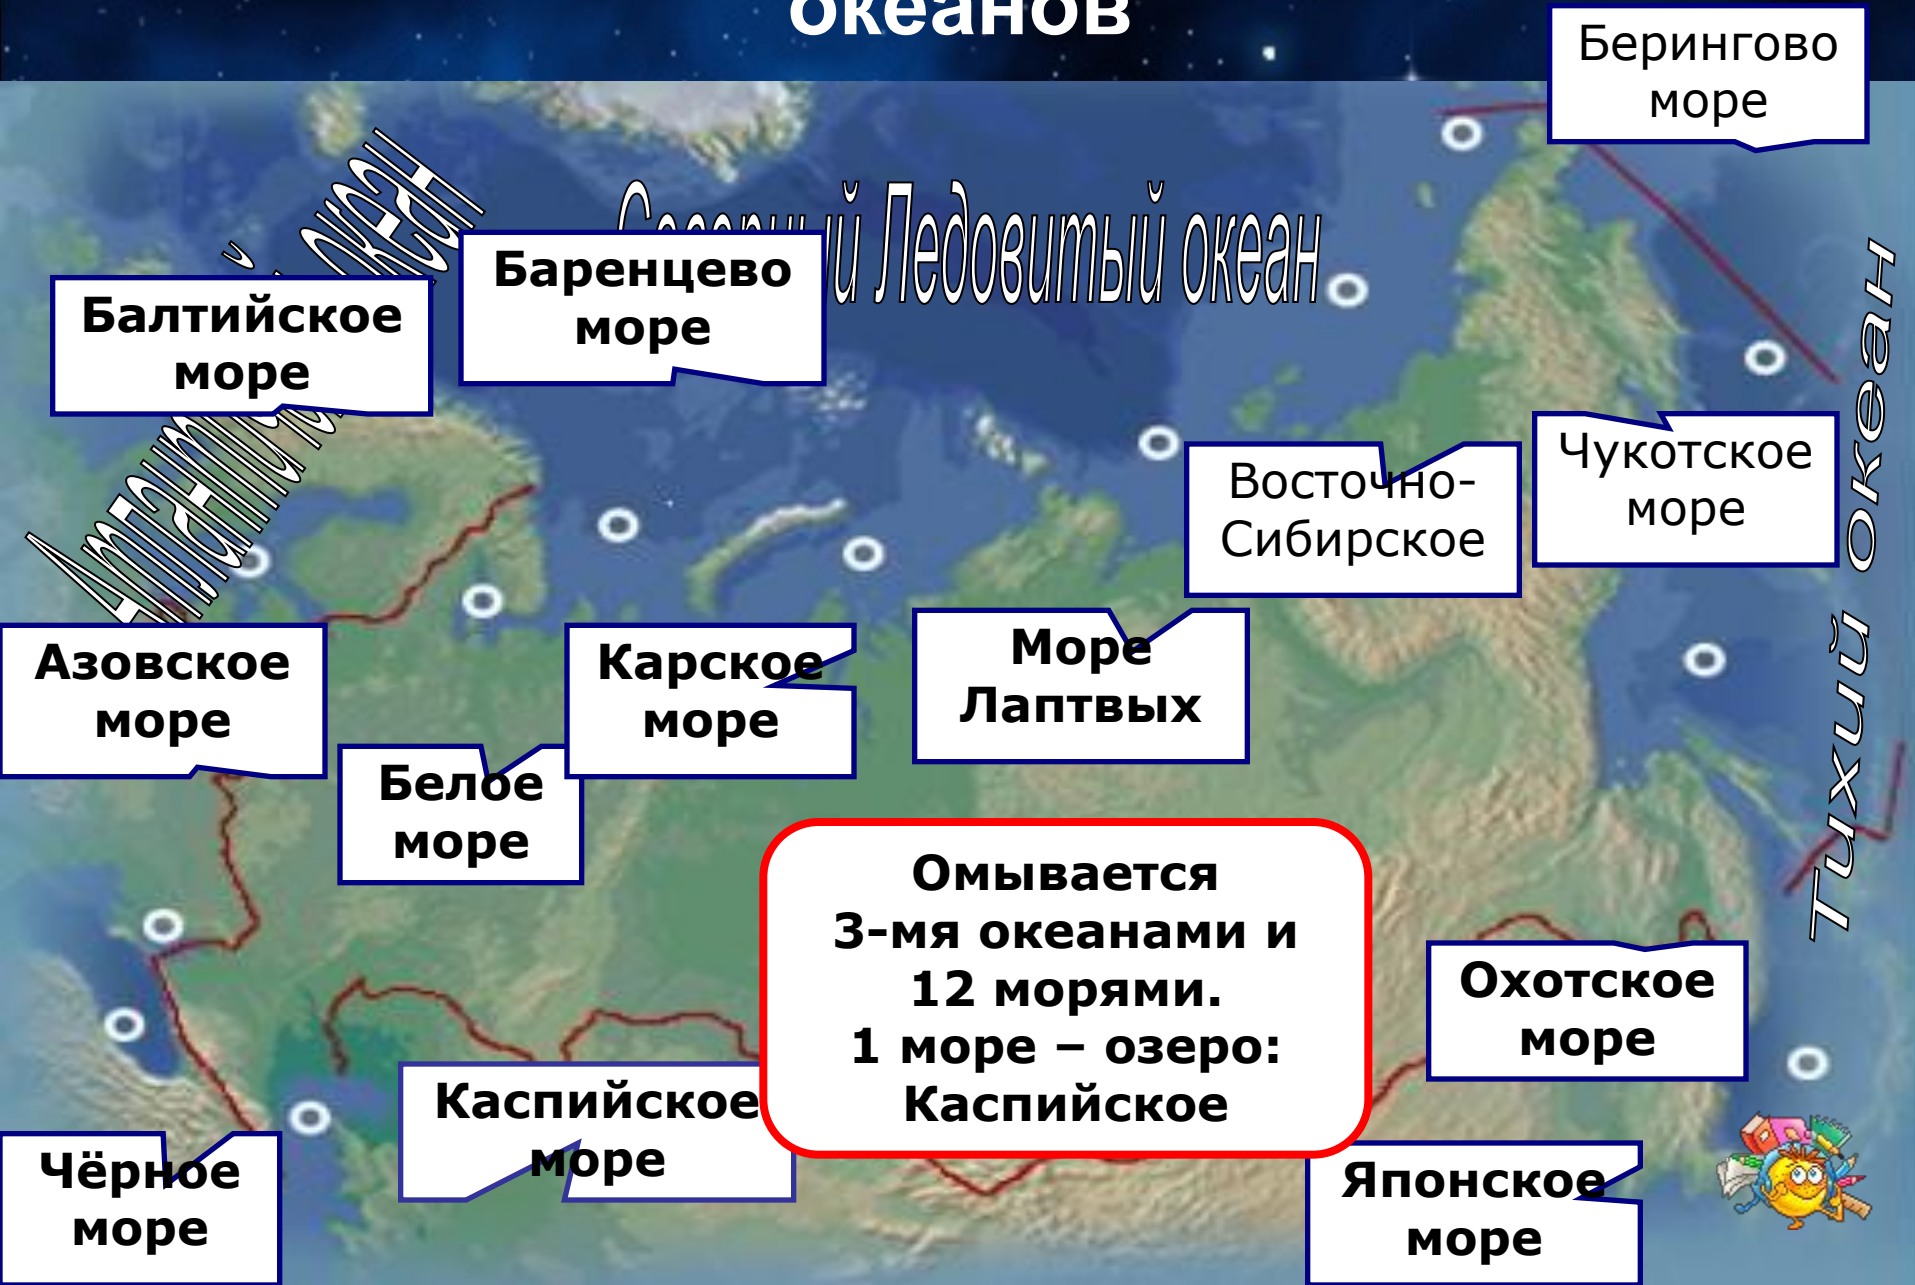 океанов
Берингово
море
Северный Ледовитый океан
Баренцево
море
Балтийское
море
океан
Тихий океан
Чукотское
море
Восточно-
Сибирское
Море
Лаптвых
Азовское
море
Карское
море
Белое
море
Омывается
3-мя океанами и
12 морями.
1 море – озеро:
Каспийское
Охотское
море
Каспийское
море
Чёрное
море
Японское
море